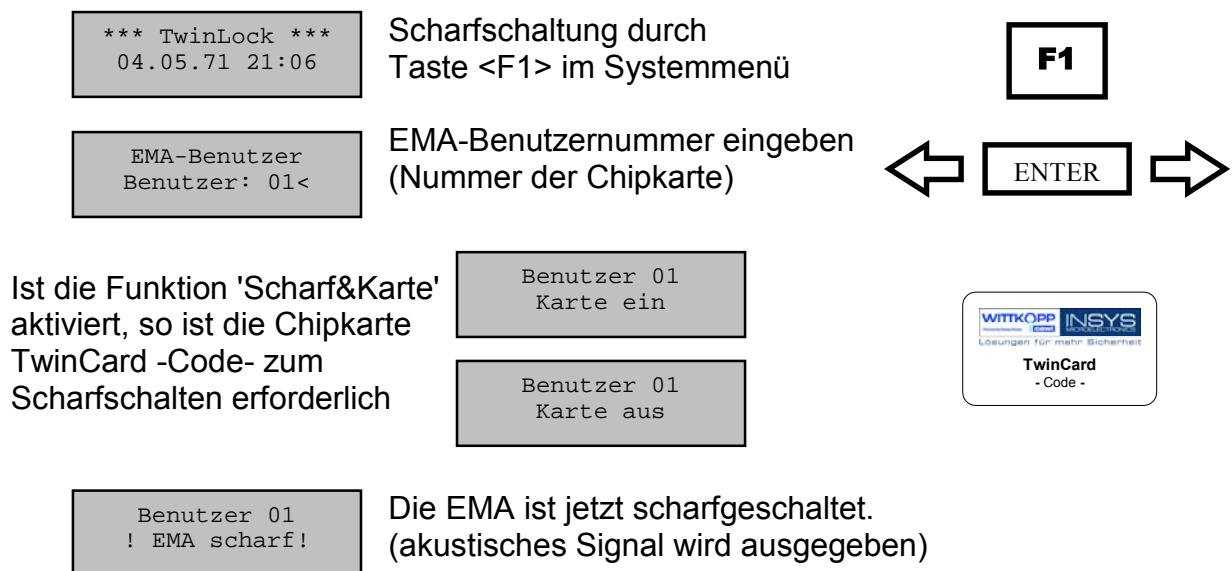 *** TwinLock ***
04.05.71 21:06
Scharfschaltung durch
Taste <F1> im Systemmenü
F1
EMA-Benutzer
Benutzer: 01<
EMA-Benutzernummer eingeben
(Nummer der Chipkarte)
ENTER
Ist die Funktion 'Scharf&Karte'
aktiviert, so ist die Chipkarte
TwinCard -Code- zum
Scharfschalten erforderlich
Benutzer 01
Karte ein
Benutzer 01
Karte aus
WITTKOPP INSYS
MICROELECTRONICS
Lösungen für mehr Sicherheit
TwinCard
- Code -
Benutzer 01
! EMA scharf!
Die EMA ist jetzt scharfgeschaltet.
(akustisches Signal wird ausgegeben)